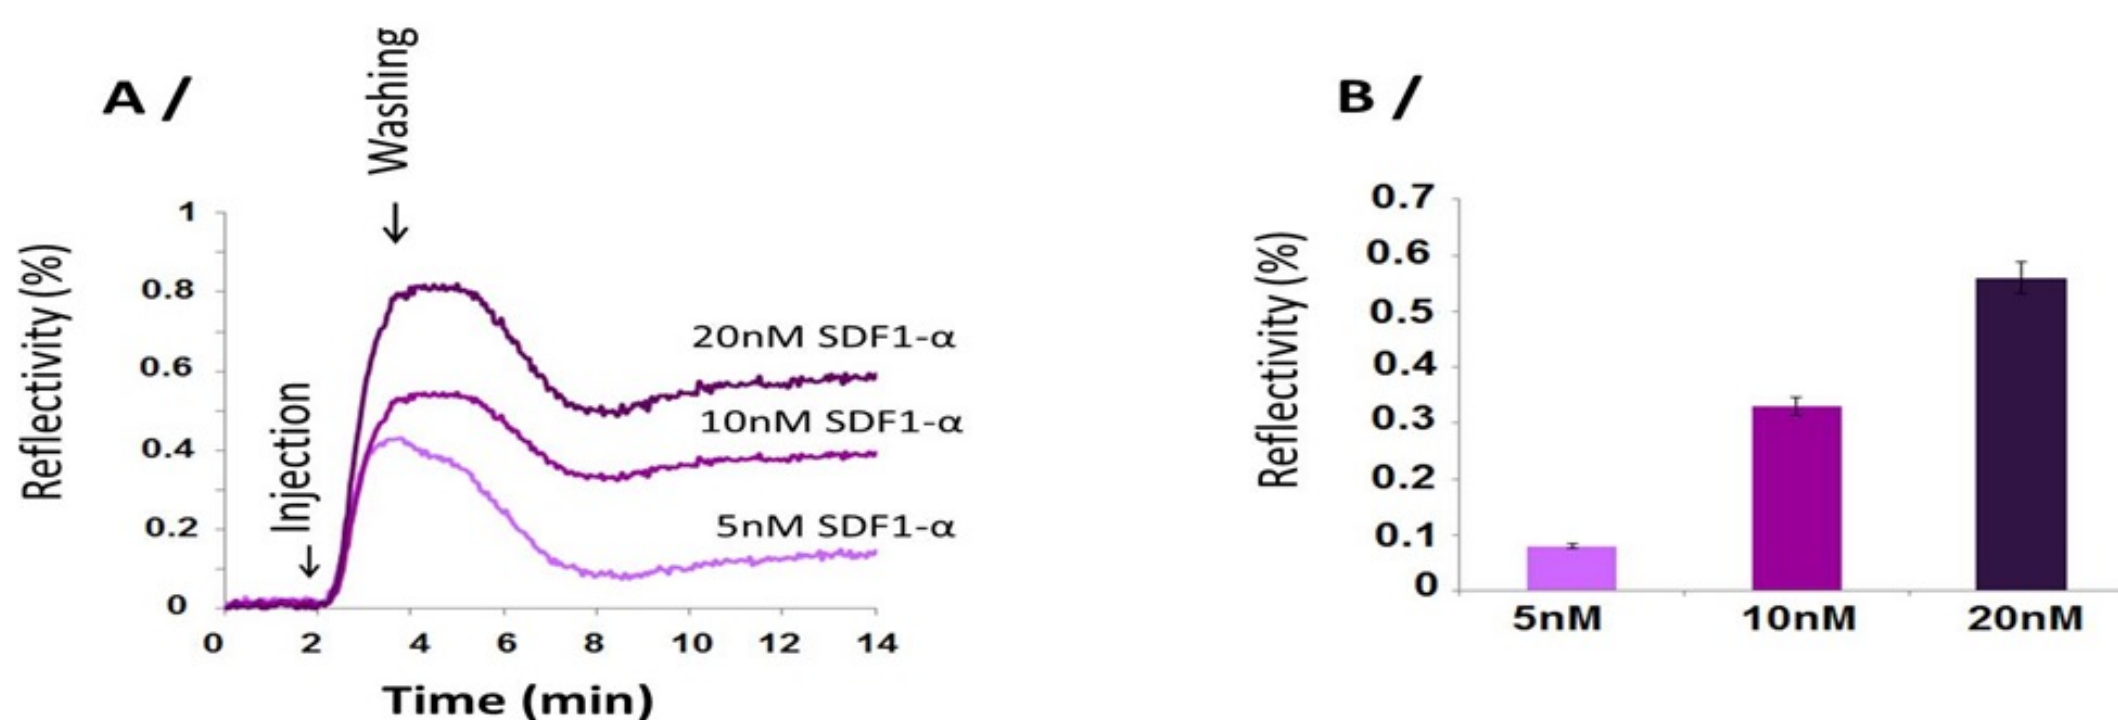 A /
Washing
Reflectivity (%)
1
0.8
0.6
0.4
0.2
0
Injection
20nM SDF1-α
10nM SDF1-α
5nM SDF1-α
0 2 4 6 8 10 12 14
Time (min)
B /
Reflectivity (%)
0.7
0.6
0.5
0.4
0.3
0.2
0.1
0
5nM 10nM 20nM